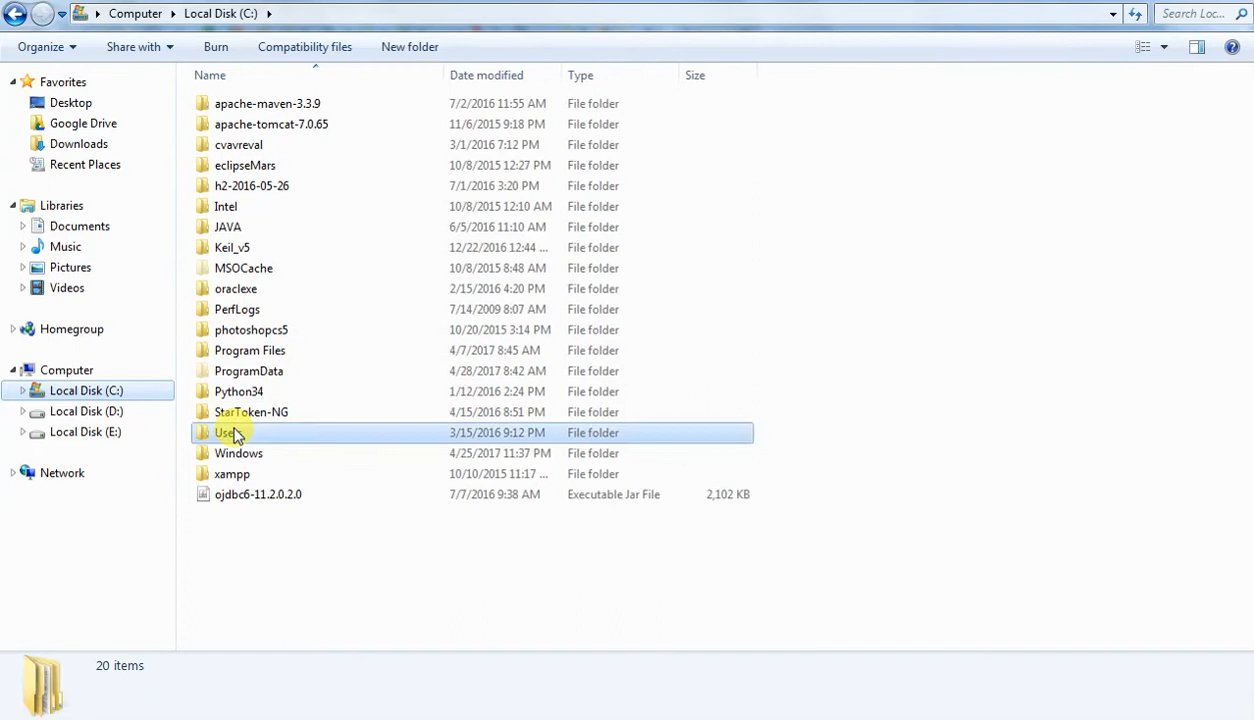 Computer Local Disk (C:) Search Loc...
Organize Share with Burn Compatibility files New folder
Favorites
Desktop
Google Drive
Downloads
Recent Places
Libraries
Documents
Music
Pictures
Videos
Homegroup
Computer
Local Disk (C:)
Local Disk (D:)
Local Disk (E:)
Network
Name Date modified Type Size
apache-maven-3.3.9 7/2/2016 11:55 AM File folder
apache-tomcat-7.0.65 11/6/2015 9:18 PM File folder
cvavreval 3/1/2016 7:12 PM File folder
eclipseMars 10/8/2015 12:27 PM File folder
h2-2016-05-26 7/1/2016 3:20 PM File folder
Intel 10/8/2015 12:10 AM File folder
JAVA 6/5/2016 11:10 AM File folder
Keil_v5 12/22/2016 12:44 ... File folder
MSOCache 10/8/2015 8:48 AM File folder
oraclexe 2/15/2016 4:20 PM File folder
PerfLogs 7/14/2009 8:07 AM File folder
photoshopcs5 10/20/2015 3:14 PM File folder
Program Files 4/7/2017 8:45 AM File folder
ProgramData 4/28/2017 8:42 AM File folder
Python34 1/12/2016 2:24 PM File folder
StarToken-NG 4/15/2016 8:51 PM File folder
Users 3/15/2016 9:12 PM File folder
Windows 4/25/2017 11:37 PM File folder
xampp 10/10/2015 11:17 ... File folder
ojdbc6-11.2.0.2.0 7/7/2016 9:38 AM Executable Jar File 2,102 KB
20 items